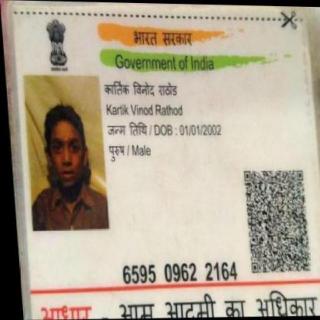 भारत सरकार
Government of India
कार्तिक विनोद राठोड
Kartik Vinod Rathod
जन्म तिथि / DOB : 01/01/2002
पुरुष / Male
6595 0962 2164
आधार - आम आदमी का अधिकार